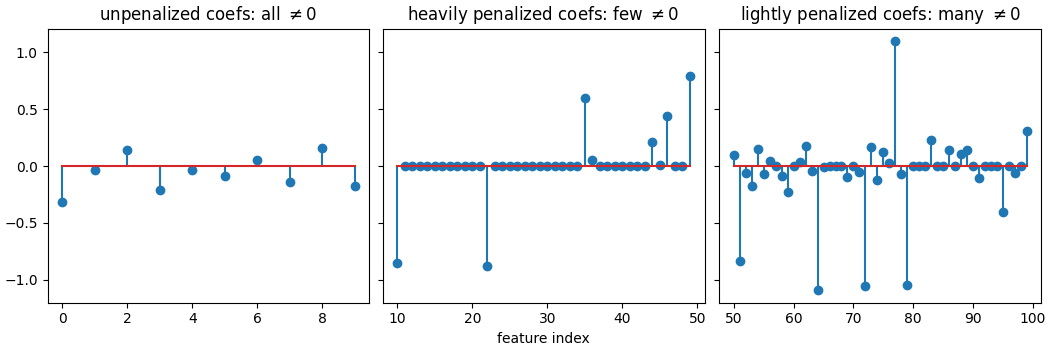 unpenalized coefs: all ≠0
heavily penalized coefs: few ≠0
lightly penalized coefs: many ≠0
1.0
0.5
0.0
−0.5
−1.0
0 2 4 6 8
10 20 30 40 50
50 60 70 80 90 100
feature index